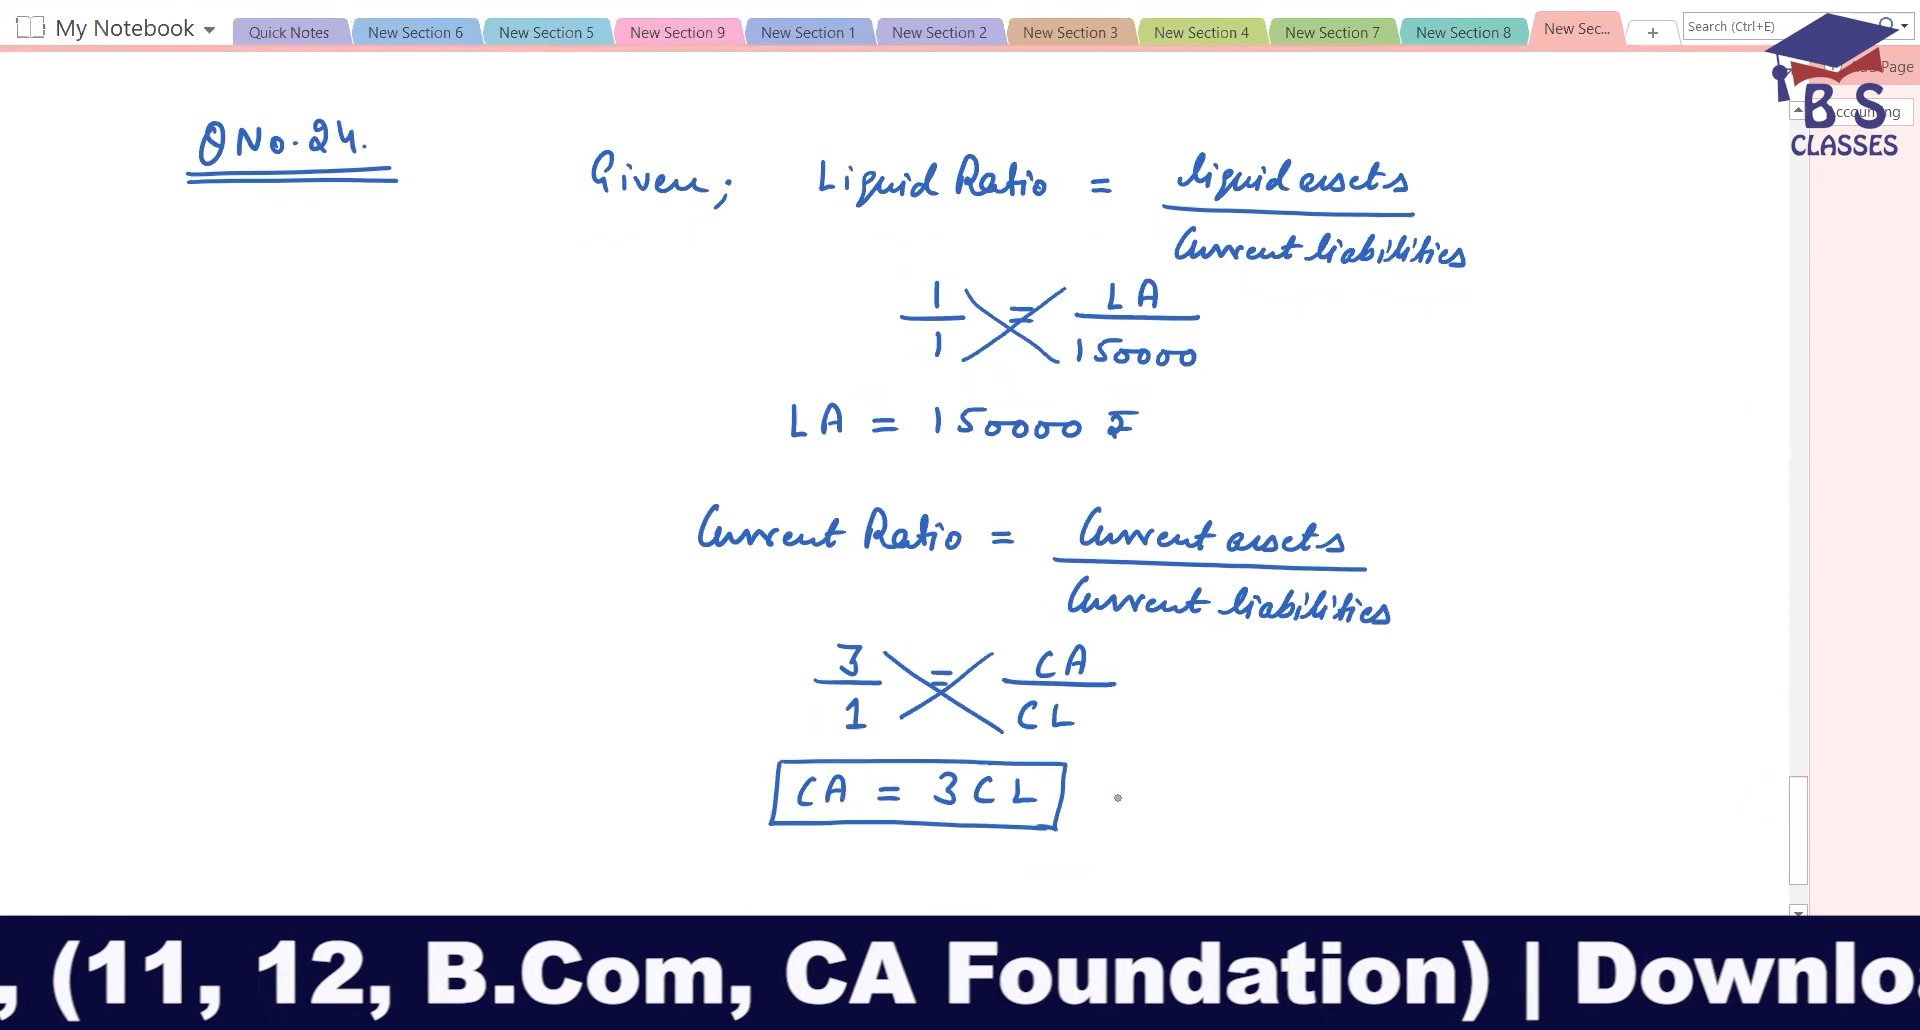 My Notebook
Quick Notes
New Section 6
New Section 5
New Section 9
New Section 1
New Section 2
New Section 3
New Section 4
New Section 7
New Section 8
New Sec...
+
Search (Ctrl+E)
Page
BS
CLASSES
Q No. 24.
Given; Liquid Ratio = liquid assets
Current liabilities
1 = LA
1 150000
LA = 150000 ₹
Current Ratio = Current assets
Current liabilities
3 = CA
1 CL
CA = 3CL
, (11, 12, B.Com, CA Foundation) | Downlo